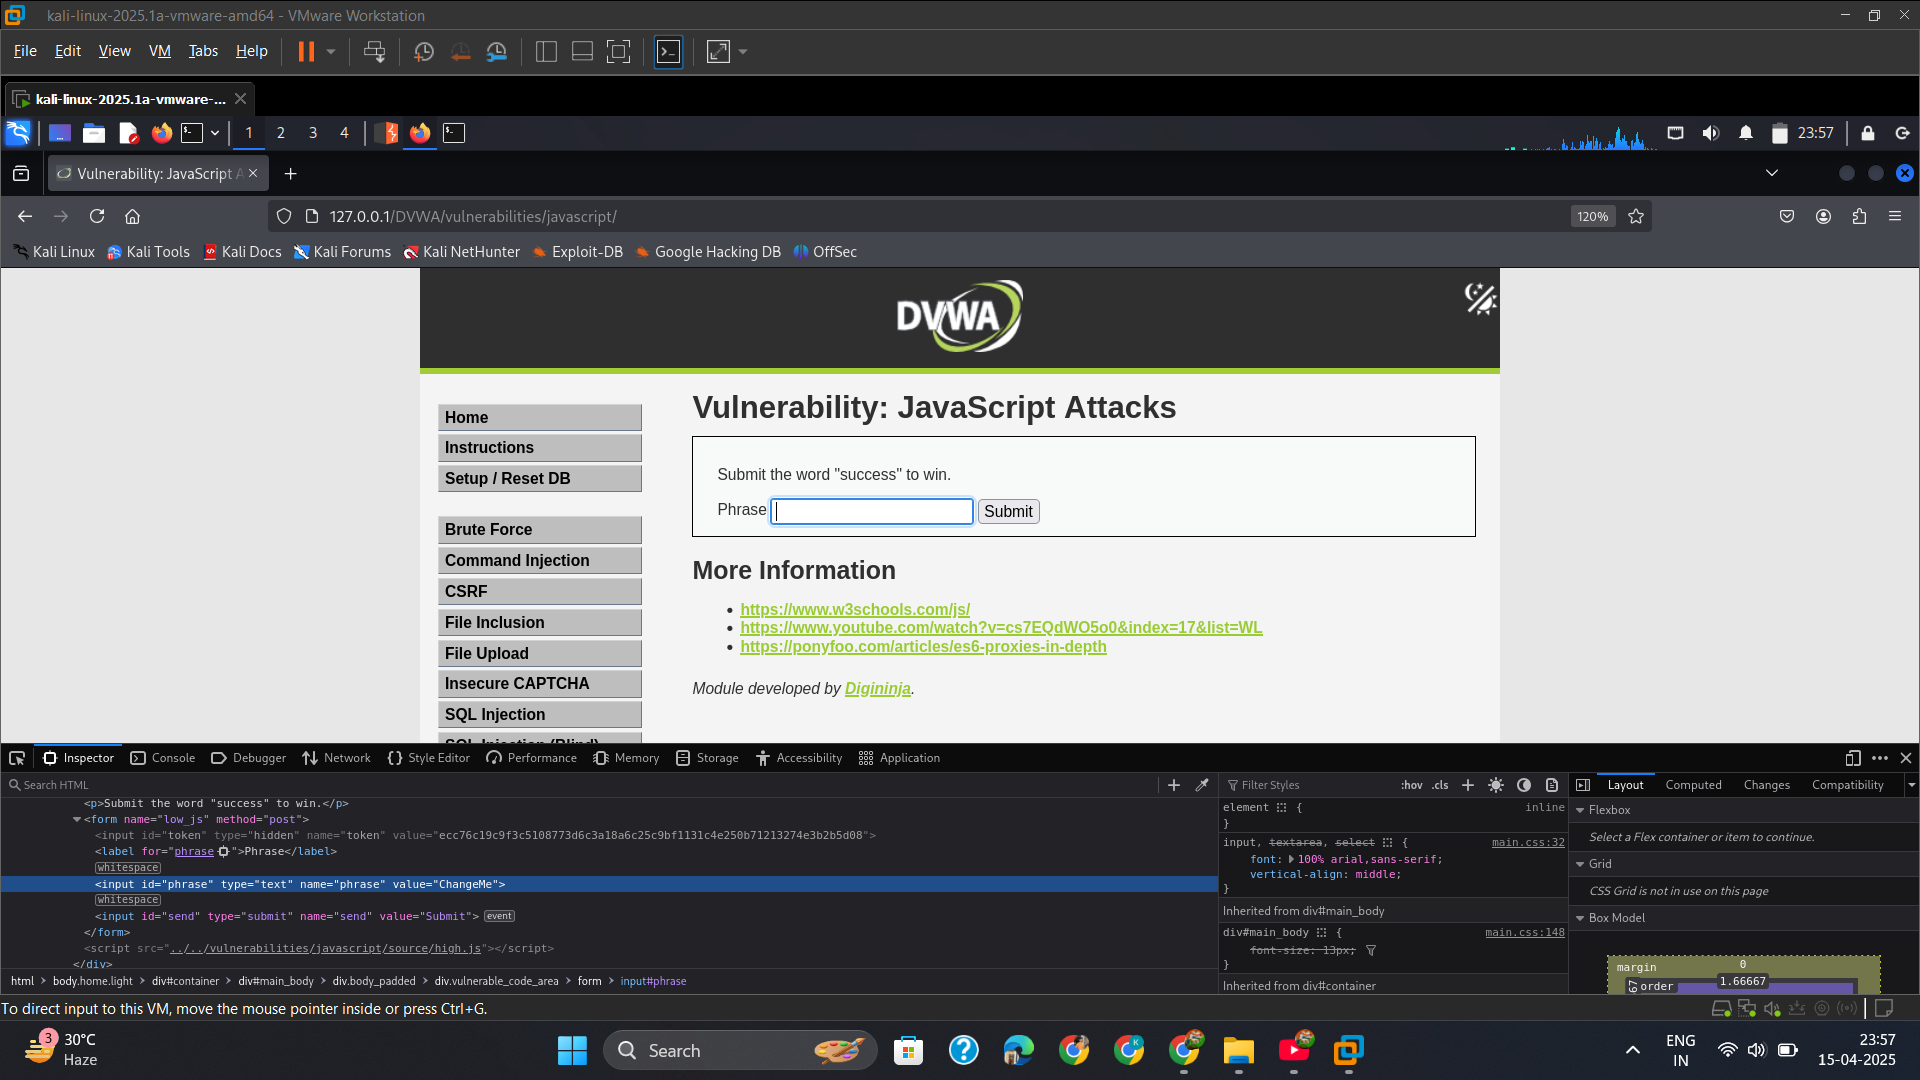 kali-linux-2025.1a-vmware-amd64 - VMware Workstation
File Edit View VM Tabs Help
kali-linux-2025.1a-vmware-...
1 2 3 4 23:57
Vulnerability: JavaScript A
127.0.0.1/DVWA/vulnerabilities/javascript/ 120%
Kali Linux Kali Tools Kali Docs Kali Forums Kali NetHunter Exploit-DB Google Hacking DB OffSec
DVWA
Home
Instructions
Setup / Reset DB
Brute Force
Command Injection
CSRF
File Inclusion
File Upload
Insecure CAPTCHA
SQL Injection
SQL Injection (Blind)
Vulnerability: JavaScript Attacks
Submit the word "success" to win.
Phrase Submit
More Information
https://www.w3schools.com/js/
https://www.youtube.com/watch?v=cs7EQdWO5o0&index=17&list=WL
https://ponyfoo.com/articles/es6-proxies-in-depth
Module developed by Digininja.
Inspector Console Debugger Network Style Editor Performance Memory Storage Accessibility Application
Search HTML
<p>Submit the word "success" to win.</p>
<form name="low_js" method="post">
<input id="token" type="hidden" name="token" value="ecc76c19c9f3c5108773d6c3a18a6c25c9bf1131c4e250b71213274e3b2b5d08">
<label for="phrase">Phrase</label>
whitespace
<input id="phrase" type="text" name="phrase" value="ChangeMe">
whitespace
<input id="send" type="submit" name="send" value="Submit"> event
</form>
<script src="../../vulnerabilities/javascript/source/high.js"></script>
</div>
html body.home.light div#container div#main_body div.body_padded div.vulnerable_code_area form input#phrase
Filter Styles :hov .cls
element { inline
}
input, textarea, select { main.css:32
font: 100% arial,sans-serif;
vertical-align: middle;
}
Inherited from div#main_body
div#main_body { main.css:148
font-size: 13px;
}
Inherited from div#container
Layout Computed Changes Compatibility
Flexbox
Select a Flex container or item to continue.
Grid
CSS Grid is not in use on this page
Box Model
margin 0
order 1.66667
67
To direct input to this VM, move the mouse pointer inside or press Ctrl+G.
3
30°C
Haze
Search
ENG
IN
23:57
15-04-2025